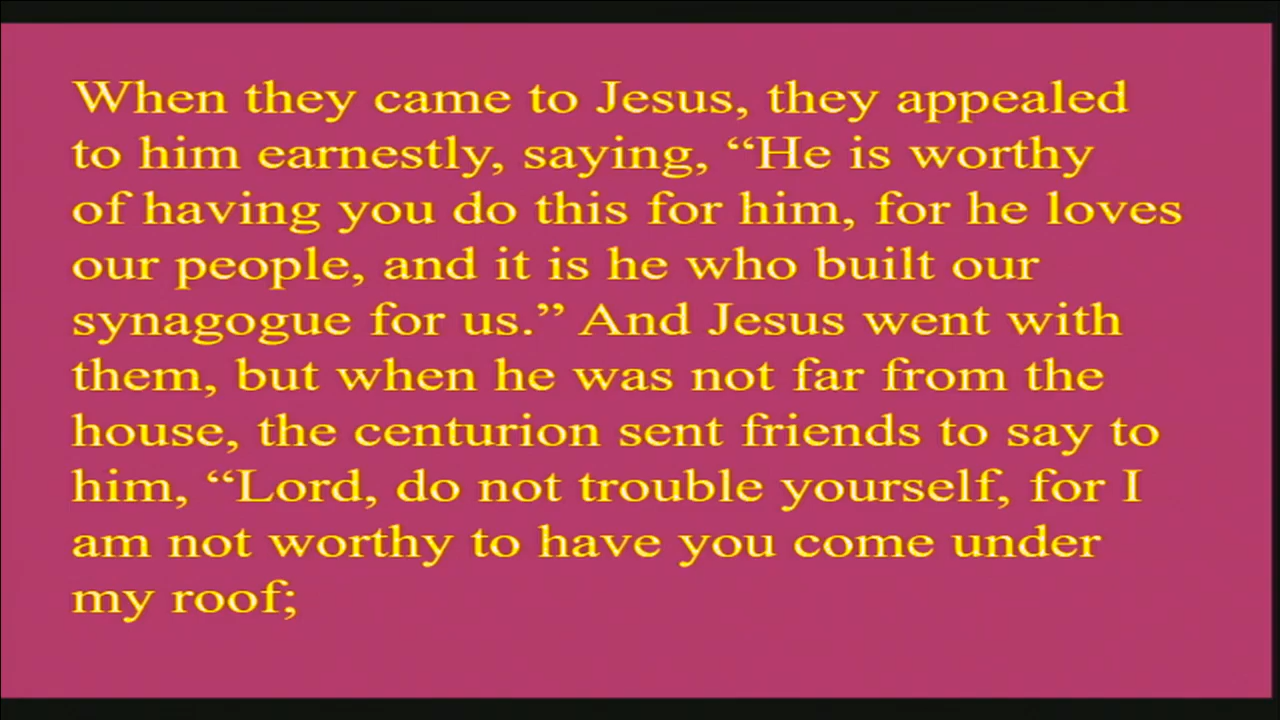 When they came to Jesus, they appealed
to him earnestly, saying, “He is worthy
of having you do this for him, for he loves
our people, and it is he who built our
synagogue for us.” And Jesus went with
them, but when he was not far from the
house, the centurion sent friends to say to
him, “Lord, do not trouble yourself, for I
am not worthy to have you come under
my roof;